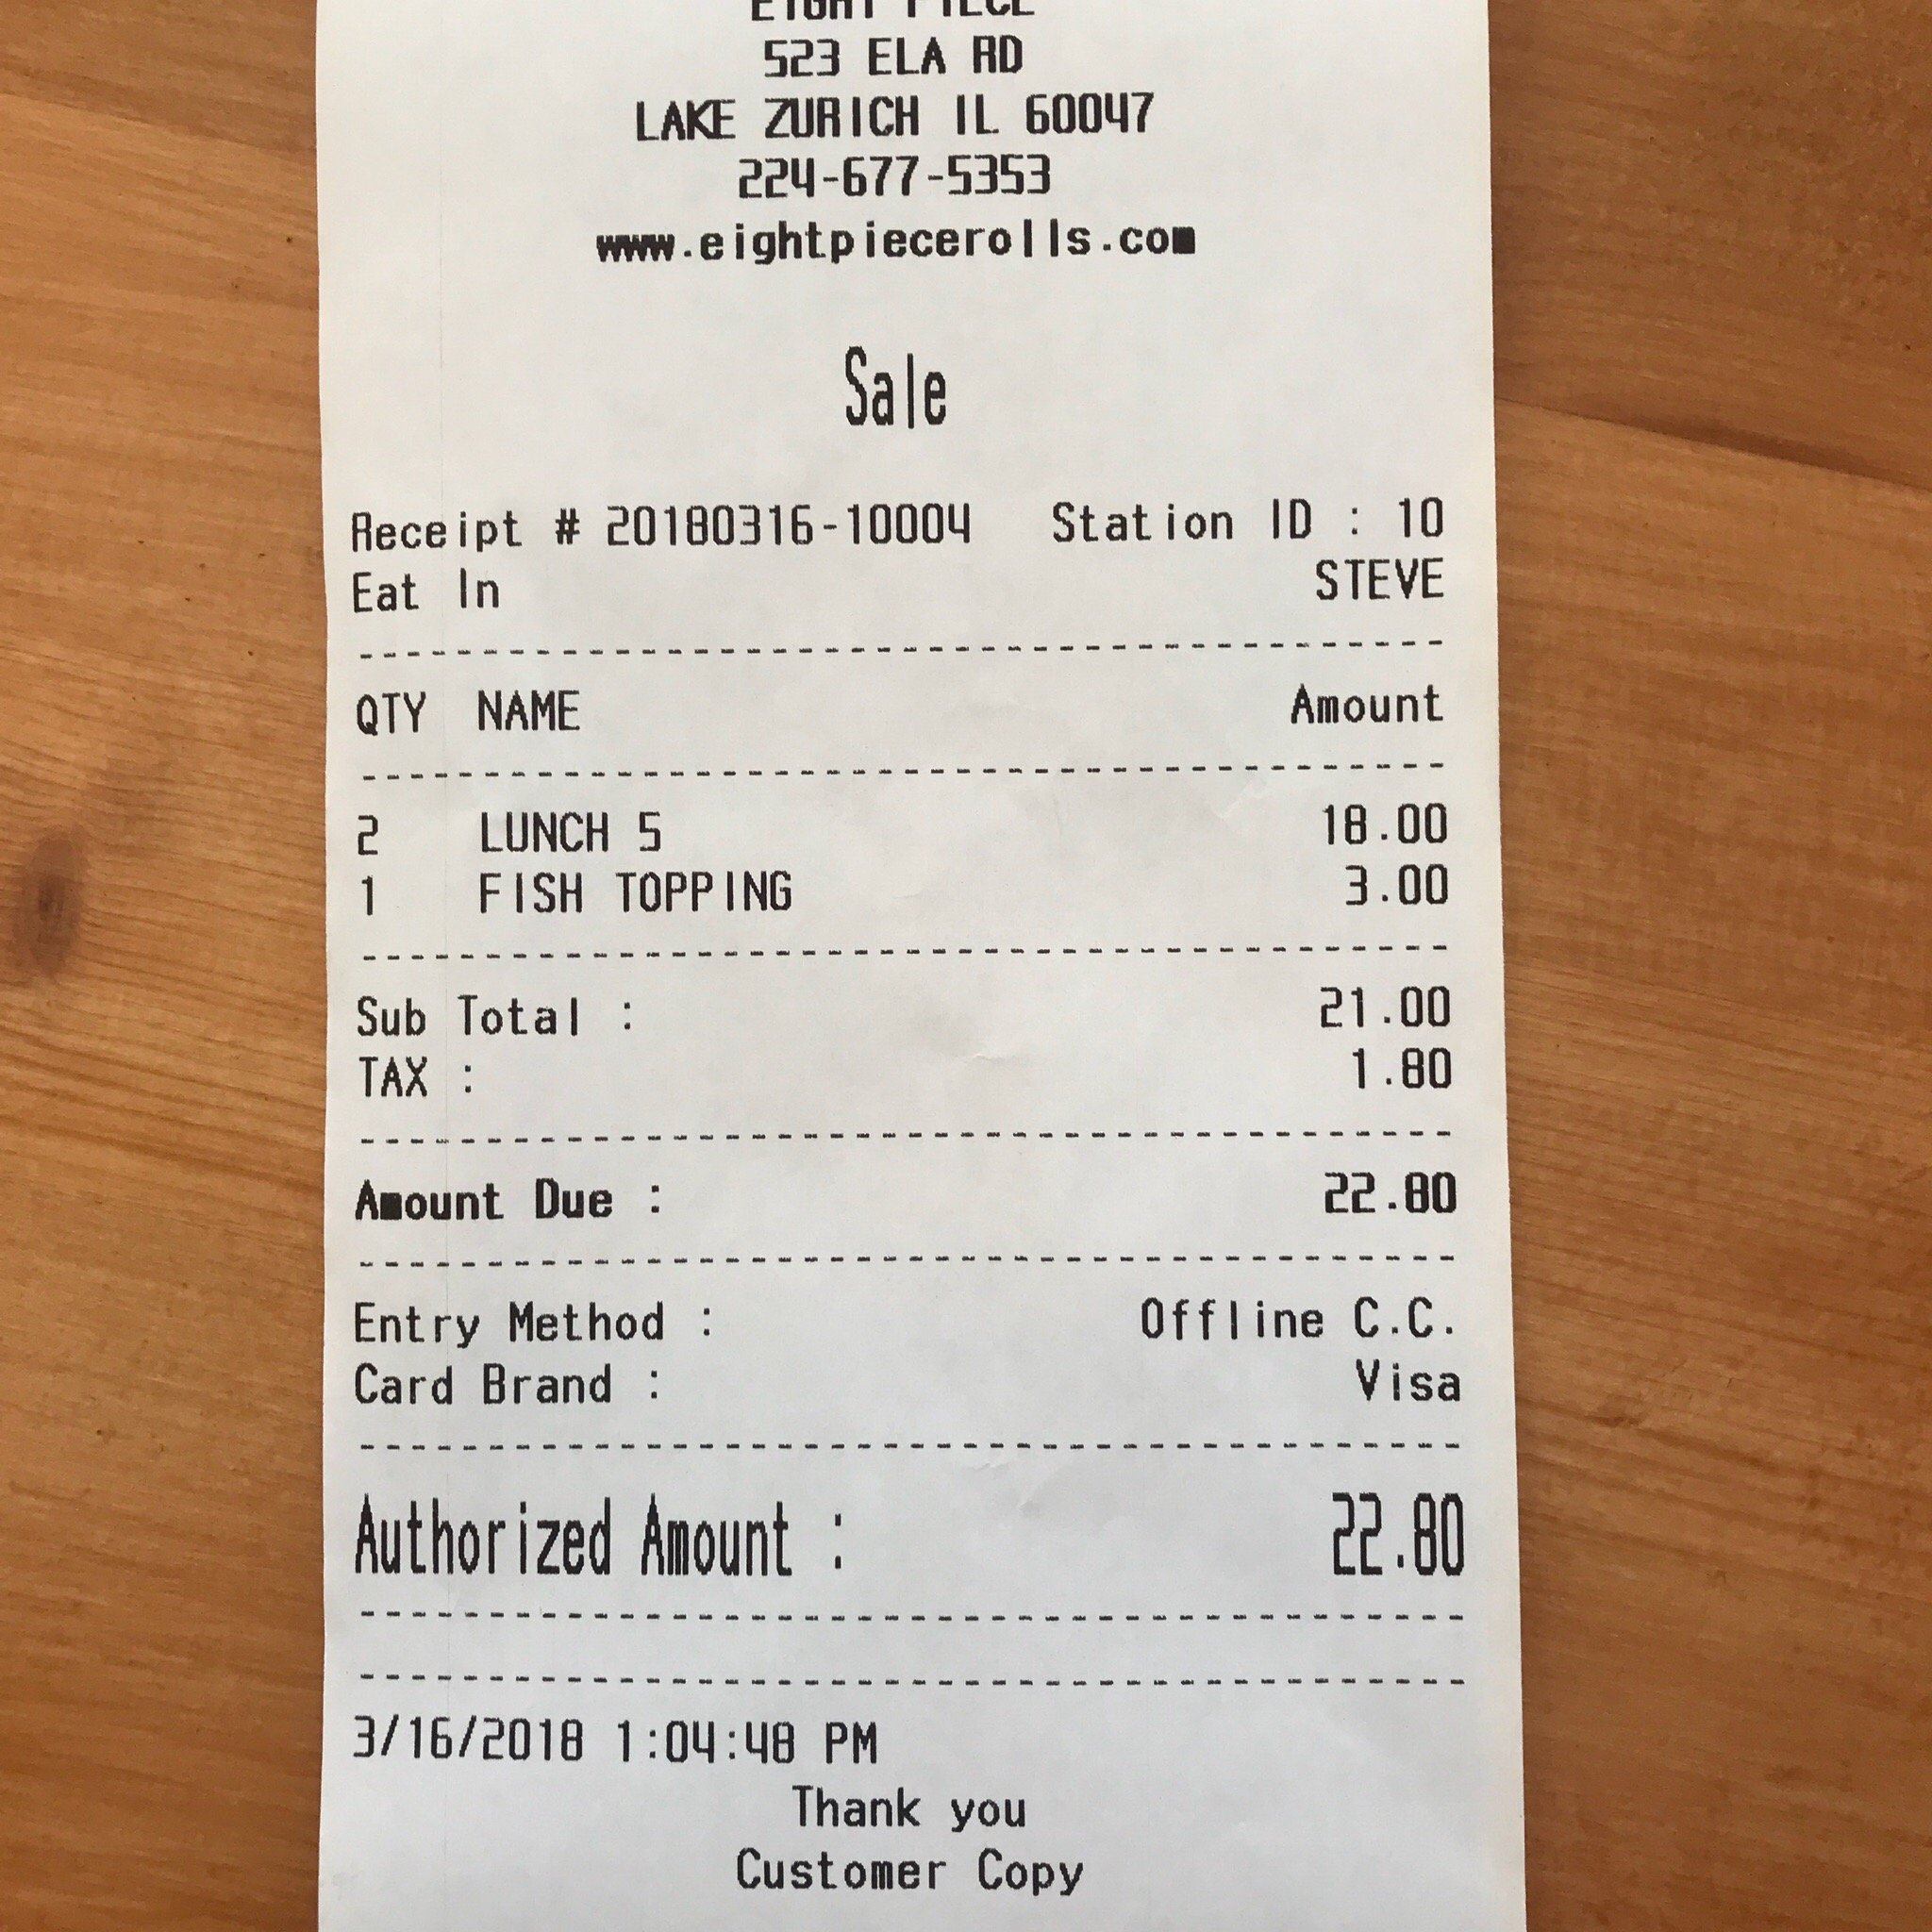 EIGHT PIECE
523 ELA RD
LAKE ZURICH IL 60047
224-677-5353
www.eightpiecerolls.com
Sale
Receipt # 20180316-10004 Station ID : 10
Eat In STEVE
QTY NAME Amount
2 LUNCH 5 18.00
1 FISH TOPPING 3.00
Sub Total : 21.00
TAX : 1.80
Amount Due : 22.80
Entry Method : Offline C.C.
Card Brand : Visa
Authorized Amount : 22.80
3/16/2018 1:04:48 PM
Thank you
Customer Copy